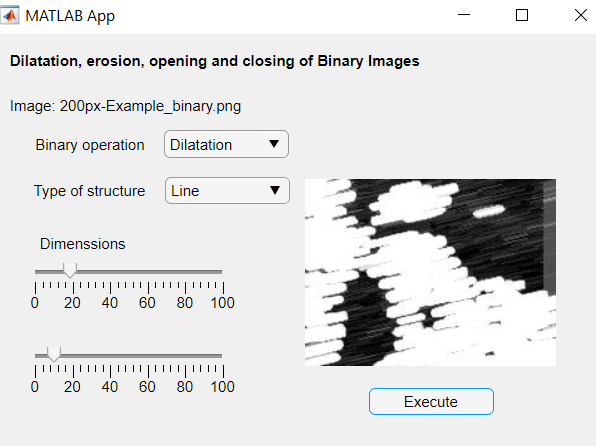 MATLAB App
Dilatation, erosion, opening and closing of Binary Images
Image: 200px-Example_binary.png
Binary operation Dilatation
Type of structure Line
Dimenssions
0 20 40 60 80 100
0 20 40 60 80 100
Execute